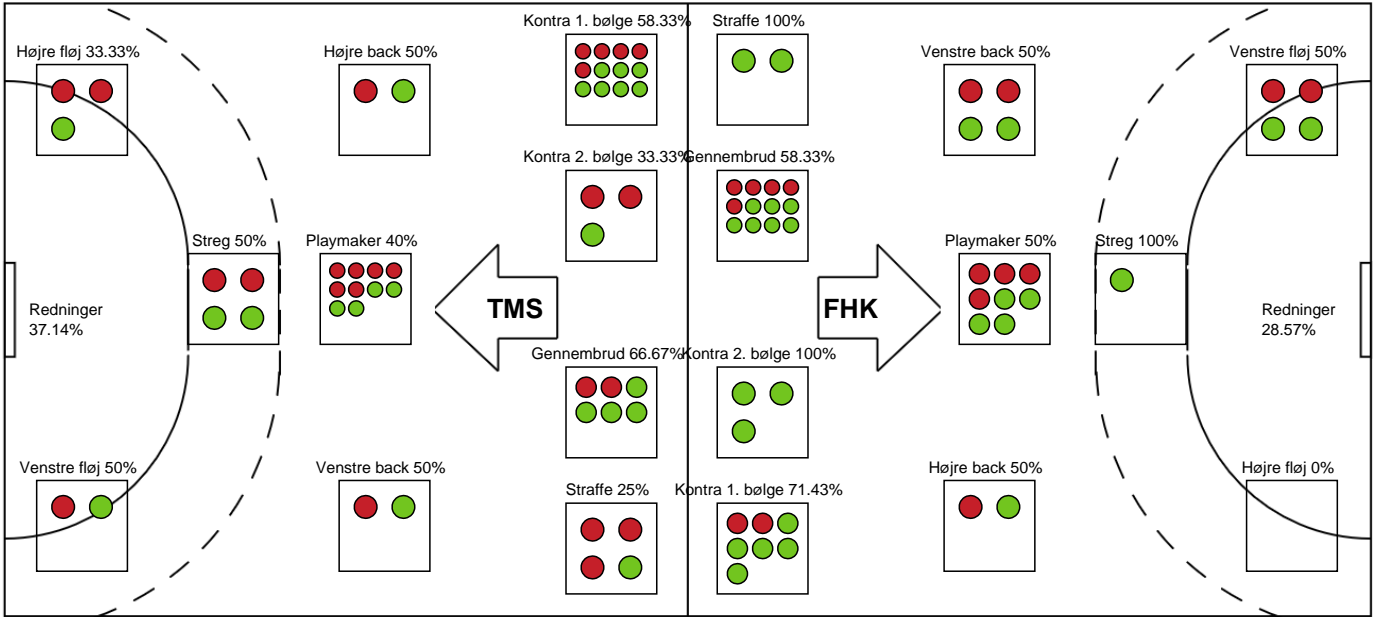 Kontra 1. bølge 58.33%
Straffe 100%
Højre fløj 33.33%
Højre back 50%
Venstre back 50%
Venstre fløj 50%
Kontra 2. bølge 33.33%
Gennembrud 58.33%
Streg 50%
Playmaker 40%
Playmaker 50%
Streg 100%
Redninger
37.14%
TMS
FHK
Redninger
28.57%
Gennembrud 66.67%
Kontra 2. bølge 100%
Venstre fløj 50%
Venstre back 50%
Straffe 25%
Kontra 1. bølge 71.43%
Højre back 50%
Højre fløj 0%